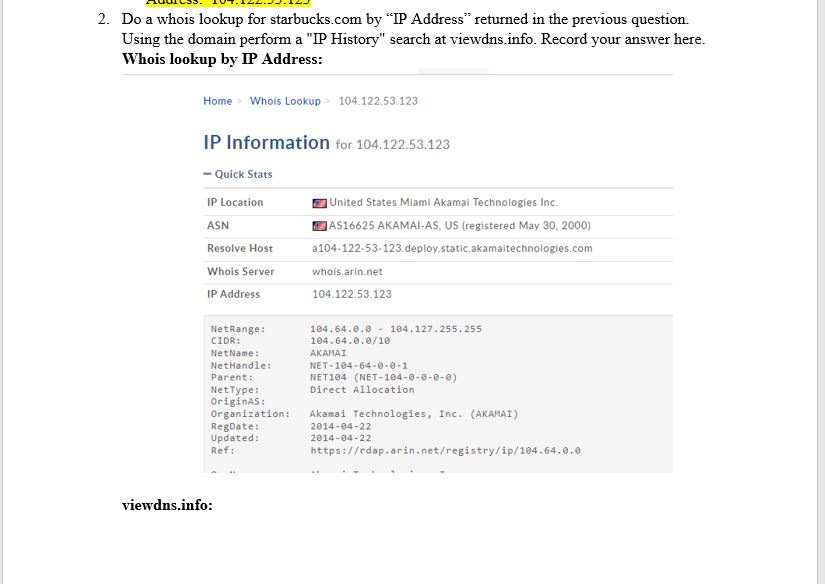 Address: 104.122.53.123
2. Do a whois lookup for starbucks.com by “IP Address” returned in the previous question.
Using the domain perform a "IP History" search at viewdns.info. Record your answer here.
Whois lookup by IP Address:
Home > Whois Lookup > 104.122.53.123
IP Information for 104.122.53.123
− Quick Stats
IP Location United States Miami Akamai Technologies Inc.
ASN AS16625 AKAMAI-AS, US (registered May 30, 2000)
Resolve Host a104-122-53-123.deploy.static.akamaitechnologies.com
Whois Server whois.arin.net
IP Address 104.122.53.123
NetRange: 104.64.0.0 - 104.127.255.255
CIDR: 104.64.0.0/10
NetName: AKAMAI
NetHandle: NET-104-64-0-0-1
Parent: NET104 (NET-104-0-0-0-0)
NetType: Direct Allocation
OriginAS:
Organization: Akamai Technologies, Inc. (AKAMAI)
RegDate: 2014-04-22
Updated: 2014-04-22
Ref: https://rdap.arin.net/registry/ip/104.64.0.0
viewdns.info: